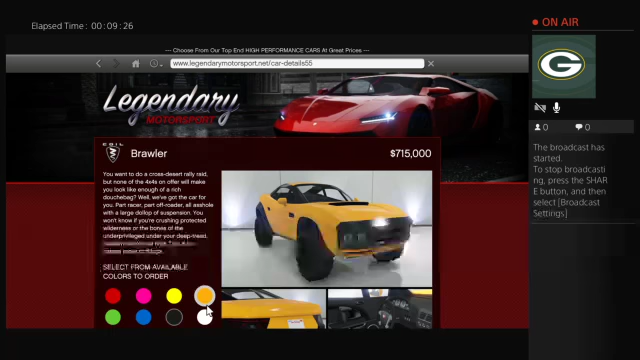 Elapsed Time : 00:09:26
ON AIR
--- Choose From Our Top End HIGH PERFORMANCE CARS At Great Prices ---
www.legendarymotorsport.net/car-details55
Legendary
MOTORSPORT
COIL
Brawler
$715,000
You want to do a cross-desert rally raid,
but none of the 4x4s on offer will make
you look like enough of a rich
douchebag? Well, we've got the car for
you. Part racer, part off-roader, all asshole
with a large dollop of suspension. You
won't know if you're crushing protected
wilderness or the bones of the
underprivileged under your deep-tread
SELECT FROM AVAILABLE
COLORS TO ORDER
G
0
0
The broadcast has
started.
To stop broadcasti
ng, press the SHAR
E button, and then
select [Broadcast
Settings]